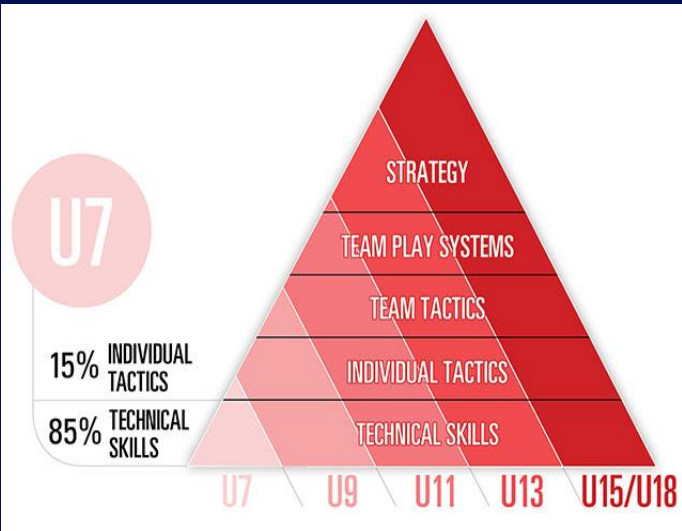 STRATEGY
U7
TEAM PLAY SYSTEMS
TEAM TACTICS
15% INDIVIDUAL
TACTICS
INDIVIDUAL TACTICS
85% TECHNICAL
SKILLS
TECHNICAL SKILLS
U7 U9 U11 U13 U15/U18